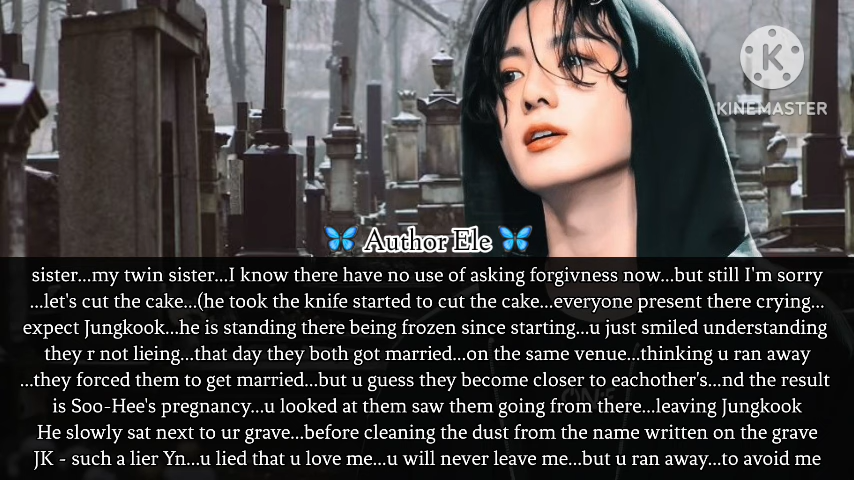 KINEMASTER
🦋 Author Ele 🦋
sister...my twin sister...I know there have no use of asking forgivness now...but still I'm sorry
...let's cut the cake...(he took the knife started to cut the cake...everyone present there crying...
expect Jungkook...he is standing there being frozen since starting...u just smiled understanding
they r not lieing...that day they both got married...on the same venue...thinking u ran away
...they forced them to get married...but u guess they become closer to eachother's...nd the result
is Soo-Hee's pregnancy...u looked at them saw them going from there...leaving Jungkook
He slowly sat next to ur grave...before cleaning the dust from the name written on the grave
JK - such a lier Yn...u lied that u love me...u will never leave me...but u ran away...to avoid me